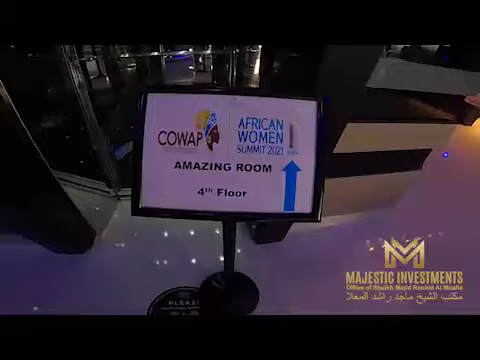 COWAP
AFRICAN
WOMEN
SUMMIT 2021
AMAZING ROOM
4th Floor
PLEASE
MAJESTIC INVESTMENTS
Office of Sheikh Majid Rashid Al Mualla
مكتب الشيخ ماجد راشد المعلا